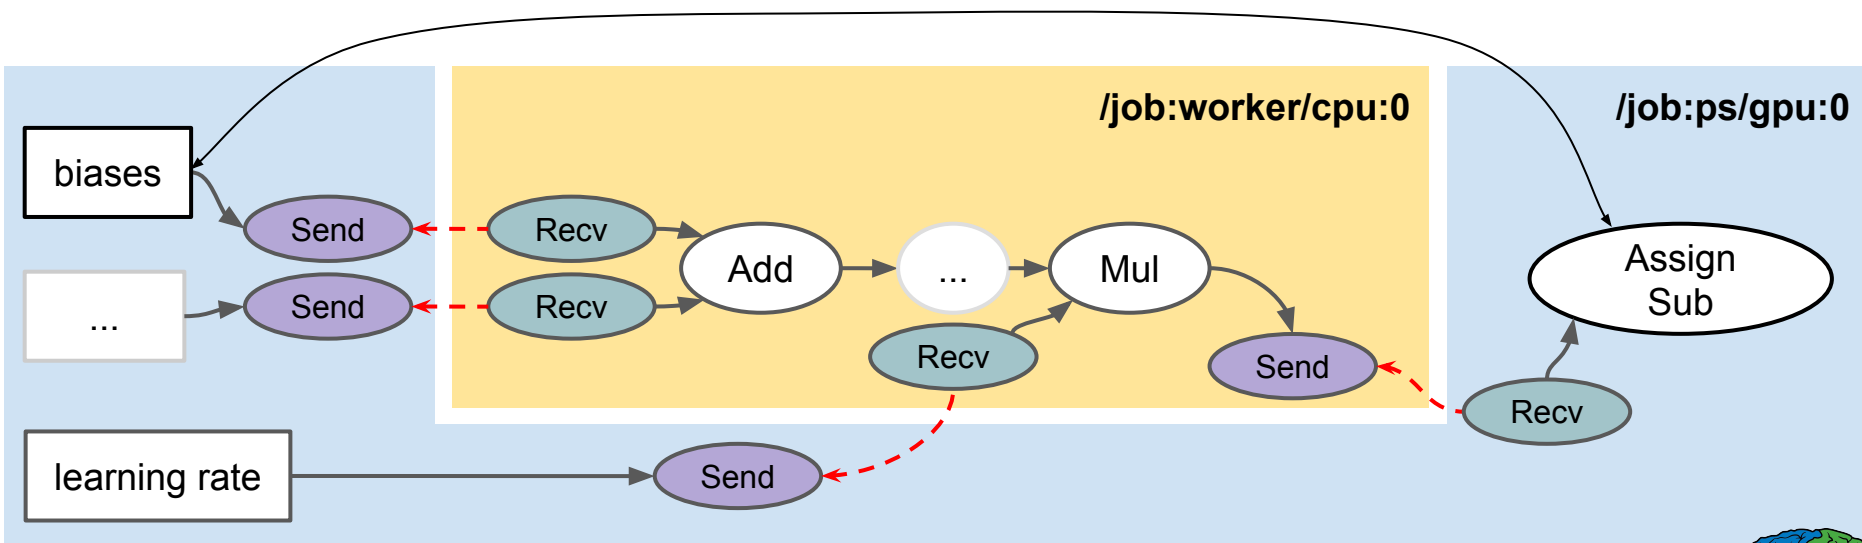 /job:worker/cpu:0
/job:ps/gpu:0
biases
Send
Recv
Add
...
Mul
Assign
Sub
...
Send
Recv
Recv
Send
Recv
learning rate
Send